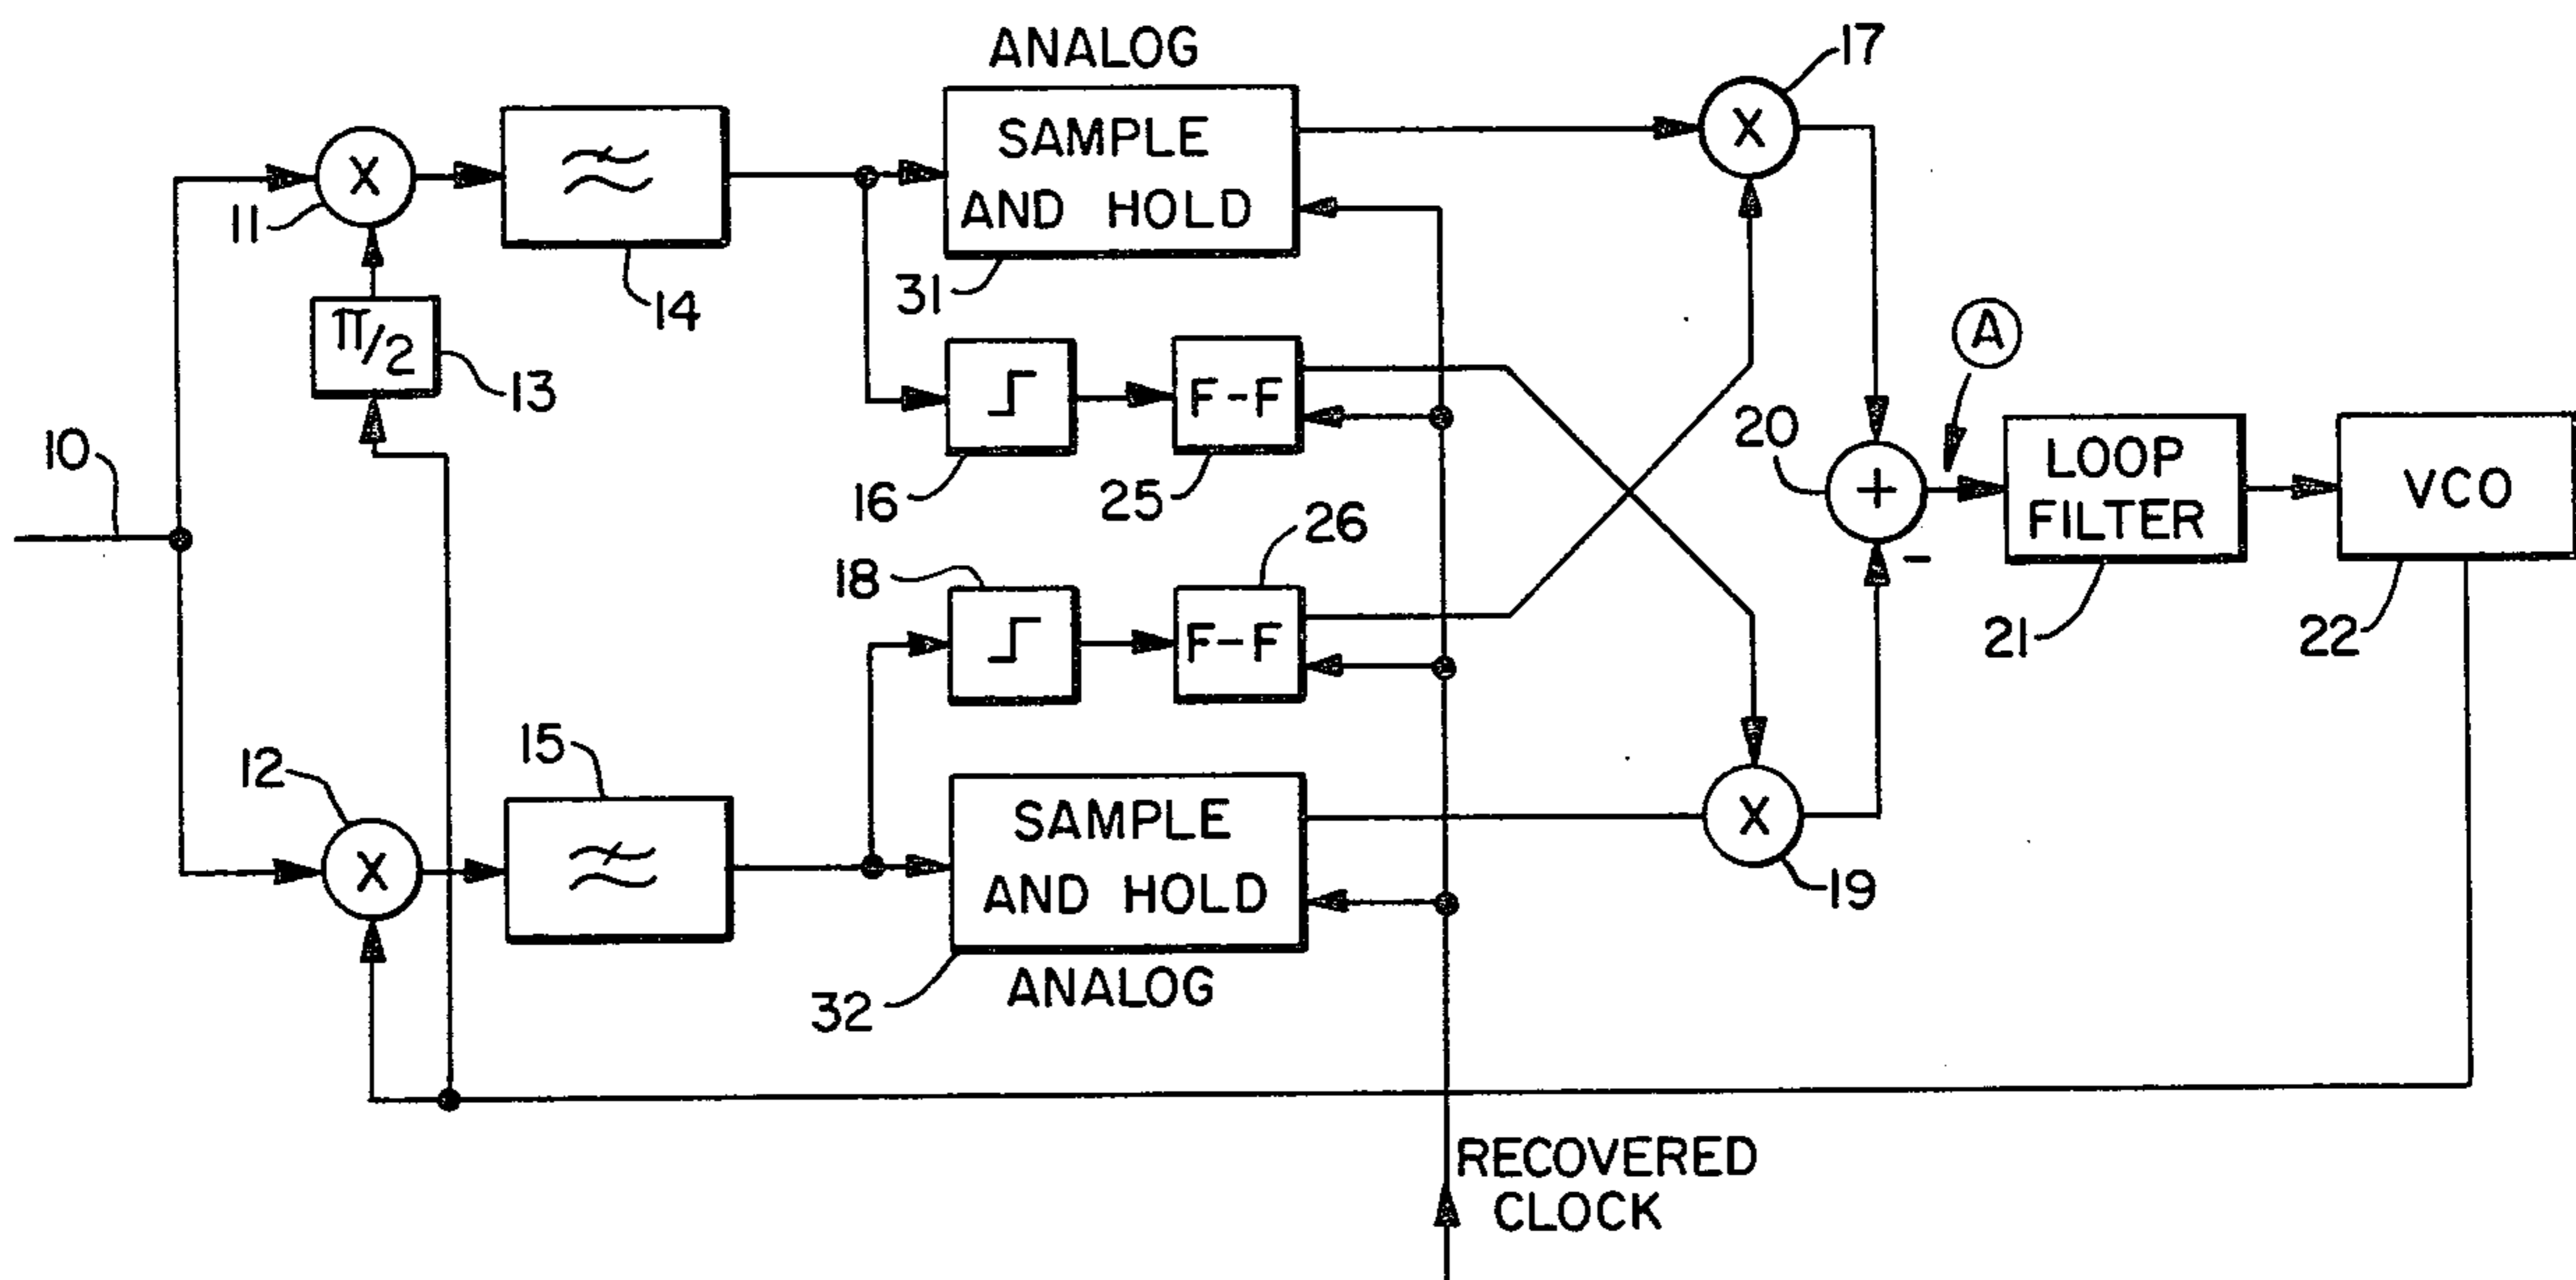 ANALOG
17
SAMPLE
AND HOLD
X
X
11
14
31
π/2
13
A
10
F-F
20
LOOP
FILTER
VCO
+
16
25
26
18
-
F-F
21
22
15
12
SAMPLE
AND HOLD
X
X
19
32
ANALOG
RECOVERED
CLOCK